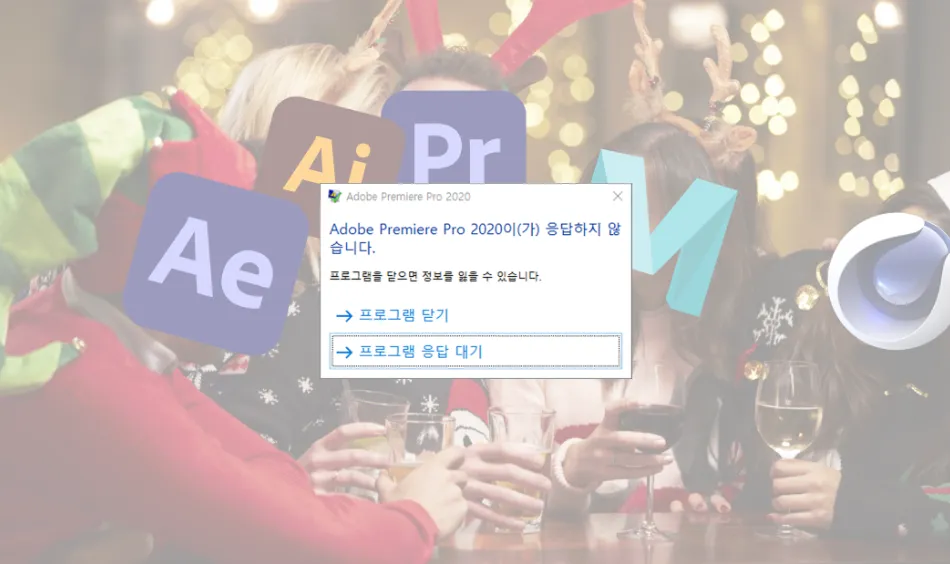 Ai
Pr
Ae
Adobe Premiere Pro 2020
Adobe Premiere Pro 2020이(가) 응답하지 않
습니다.
프로그램을 닫으면 정보를 잃을 수 있습니다.
프로그램 닫기
프로그램 응답 대기